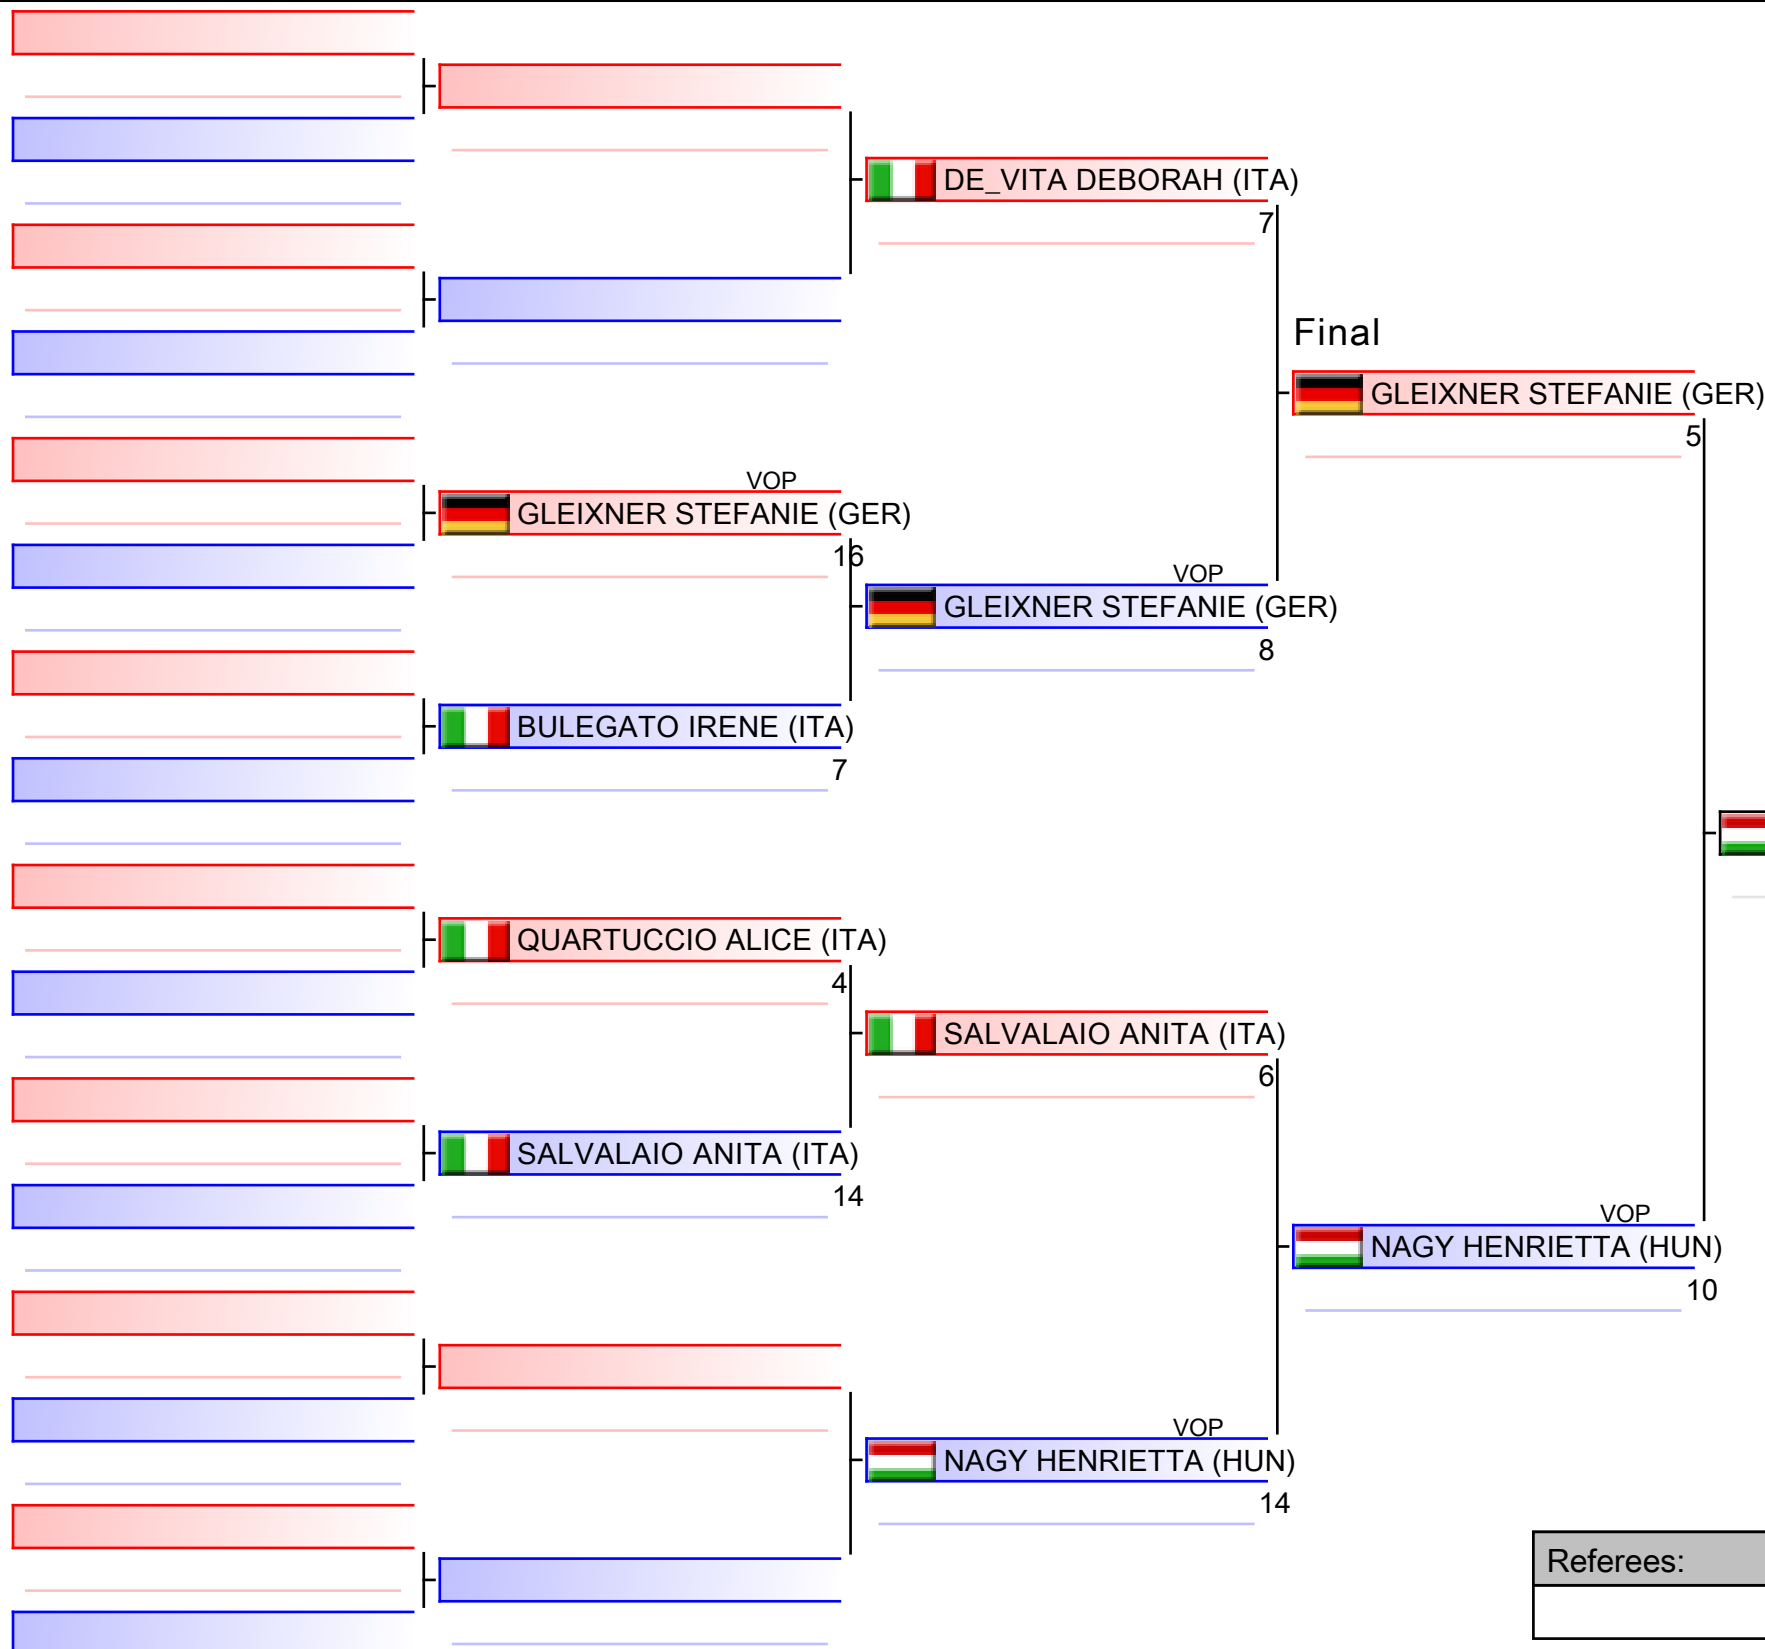 DE_VITA DEBORAH (ITA)
7
Final
GLEIXNER STEFANIE (GER)
5
VOP
GLEIXNER STEFANIE (GER)
16
VOP
GLEIXNER STEFANIE (GER)
8
BULEGATO IRENE (ITA)
7
QUARTUCCIO ALICE (ITA)
4
SALVALAIO ANITA (ITA)
6
SALVALAIO ANITA (ITA)
14
VOP
NAGY HENRIETTA (HUN)
10
VOP
NAGY HENRIETTA (HUN)
14
Referees: